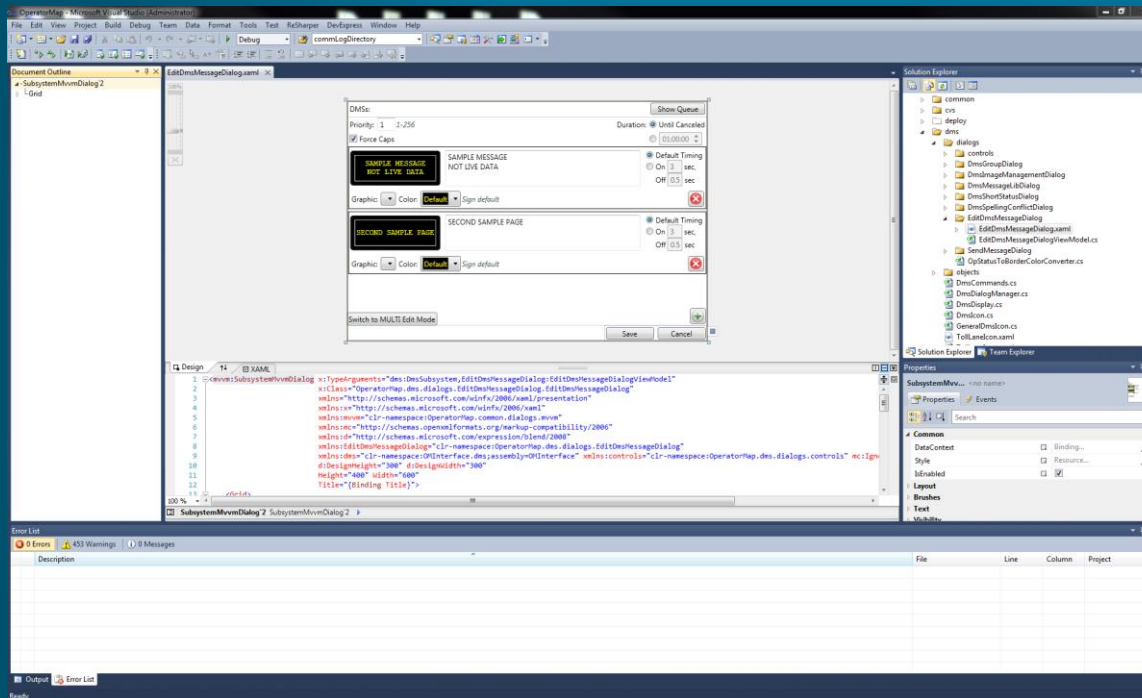 OperatorMap - Microsoft Visual Studio (Administrator)
File Edit View Project Build Debug Team Data Format Tools Test ReSharper DevExpress Window Help
Debug commLogDirectory
Document Outline
SubsystemMvvmDialog`2
Grid
EditDmsMessageDialog.xaml
100%
DMSs: Show Queue
Priority: 1 1-256 Duration: Until Canceled
Force Caps 01:00:00
SAMPLE MESSAGE
NOT LIVE DATA
SAMPLE MESSAGE
NOT LIVE DATA
Default Timing
On 3 sec,
Off 0.5 sec
Graphic: Color: Default Sign default
SECOND SAMPLE PAGE
SECOND SAMPLE PAGE
Default Timing
On 3 sec,
Off 0.5 sec
Graphic: Color: Default Sign default
Switch to MULTI Edit Mode
Save Cancel
Design XAML
1 <mvvm:SubsystemMvvmDialog x:TypeArguments="dms:DmsSubsystem,EditDmsMessageDialog:EditDmsMessageDialogViewModel"
2 x:Class="OperatorMap.dms.dialogs.EditDmsMessageDialog.EditDmsMessageDialog"
3 xmlns="http://schemas.microsoft.com/winfx/2006/xaml/presentation"
4 xmlns:x="http://schemas.microsoft.com/winfx/2006/xaml"
5 xmlns:mvvm="clr-namespace:OperatorMap.common.dialogs.mvvm"
6 xmlns:mc="http://schemas.openxmlformats.org/markup-compatibility/2006"
7 xmlns:d="http://schemas.microsoft.com/expression/blend/2008"
8 xmlns:EditDmsMessageDialog="clr-namespace:OperatorMap.dms.dialogs.EditDmsMessageDialog"
9 xmlns:dms="clr-namespace:OMInterface.dms;assembly=OMInterface" xmlns:controls="clr-namespace:OperatorMap.dms.dialogs.controls" mc:Ign
10 d:DesignHeight="300" d:DesignWidth="300"
11 Height="400" Width="600"
12 Title="{Binding Title}">
13 <Grid>
100 %
SubsystemMvvmDialog`2 SubsystemMvvmDialog`2
Solution Explorer
common
cvs
deploy
dms
dialogs
controls
DmsGroupDialog
DmsImageManagementDialog
DmsMessageLibDialog
DmsShortStatusDialog
DmsSpellingConflictDialog
EditDmsMessageDialog
EditDmsMessageDialog.xaml
EditDmsMessageDialogViewModel.cs
SendMessageDialog
OpStatusToBorderColorConverter.cs
objects
DmsCommands.cs
DmsDialogManager.cs
DmsDisplay.cs
DmsIcon.cs
GeneralDmsIcon.cs
TollLaneIcon.xaml
Solution Explorer Team Explorer
Properties
SubsystemMvv... <no name>
Properties Events
Search
Common
DataContext Binding...
Style Resource...
IsEnabled
Layout
Brushes
Text
Visibility
Error List
0 Errors 453 Warnings 0 Messages
Description File Line Column Project
Output Error List
Ready